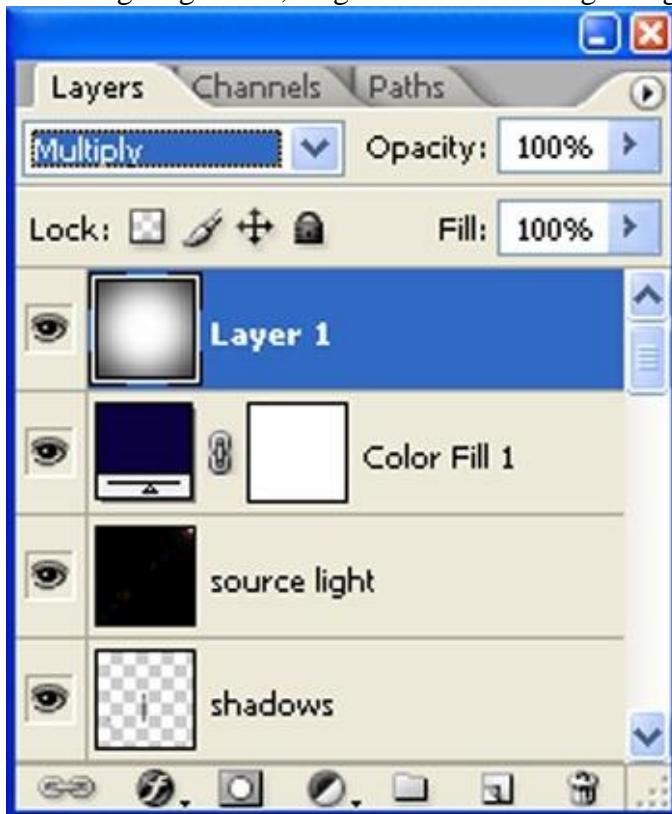 Layers Channels Paths
Multiply Opacity: 100%
Lock: Fill: 100%
Layer 1
Color Fill 1
source light
shadows